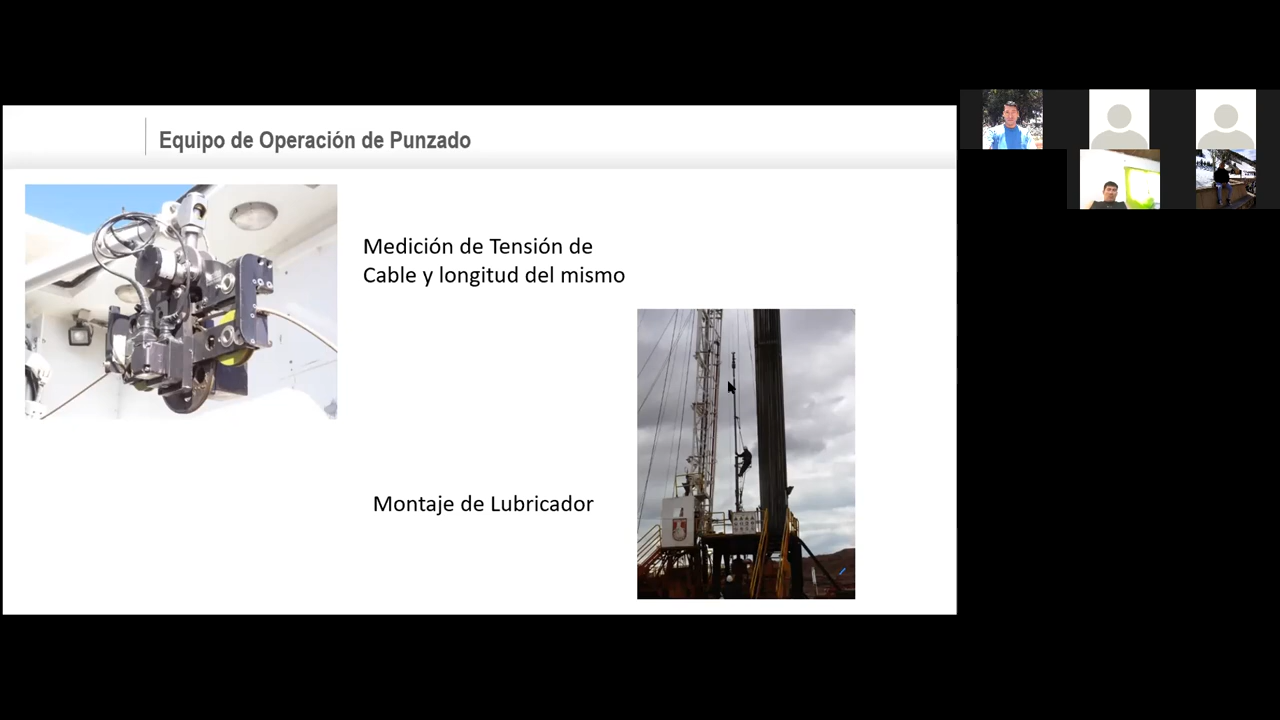 Equipo de Operación de Punzado
Medición de Tensión de
Cable y longitud del mismo
Montaje de Lubricador